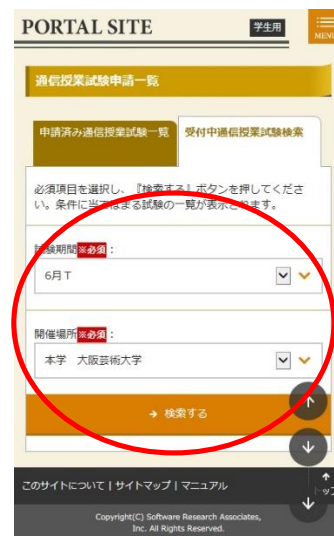 PORTAL SITE
学生用
MENU
通信授業試験申請一覧
申請済み通信授業試験一覧
受付中通信授業試験検索
必須項目を選択し、『検索する』ボタンを押してくださ
い。条件に当てはまる試験の一覧が表示されます。
試験期間※必須：
6月T
開催場所※必須：
本学 大阪芸術大学
→ 検索する
このサイトについて | サイトマップ | マニュアル
トップ
Copyright(C) Software Research Associates,
Inc. All Rights Reserved.